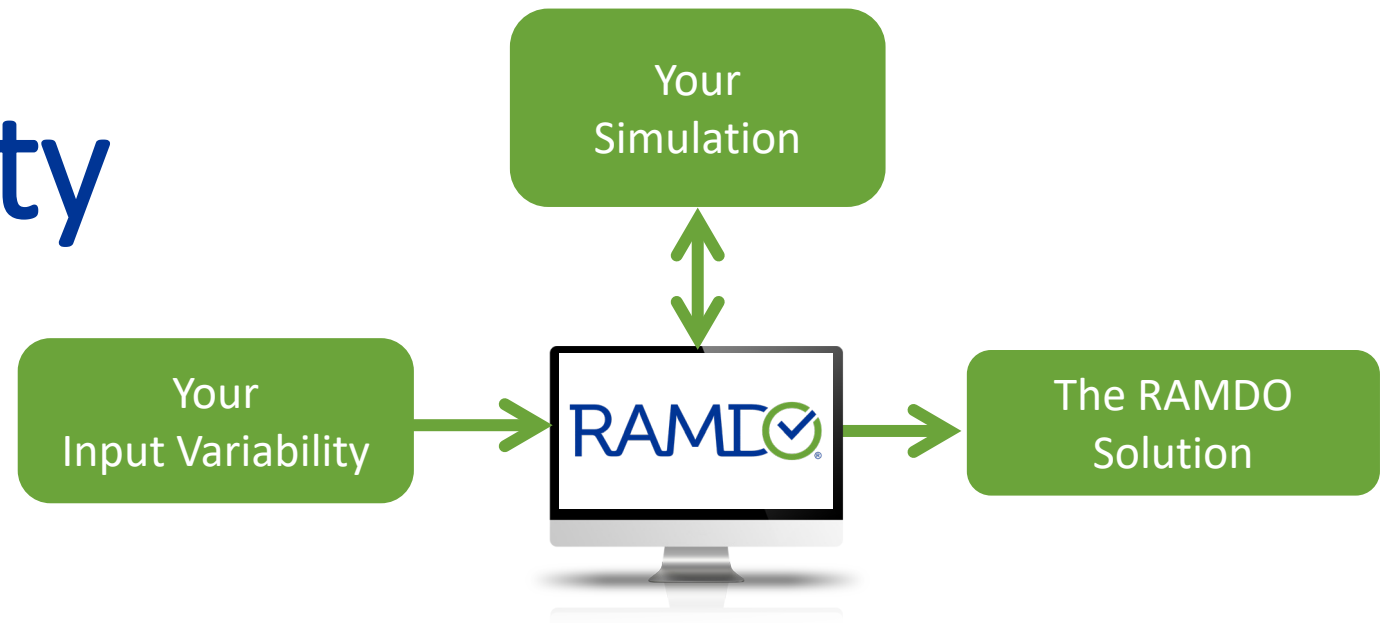 Your
Simulation
ty
Your
Input Variability
RAMDO®
The RAMDO
Solution